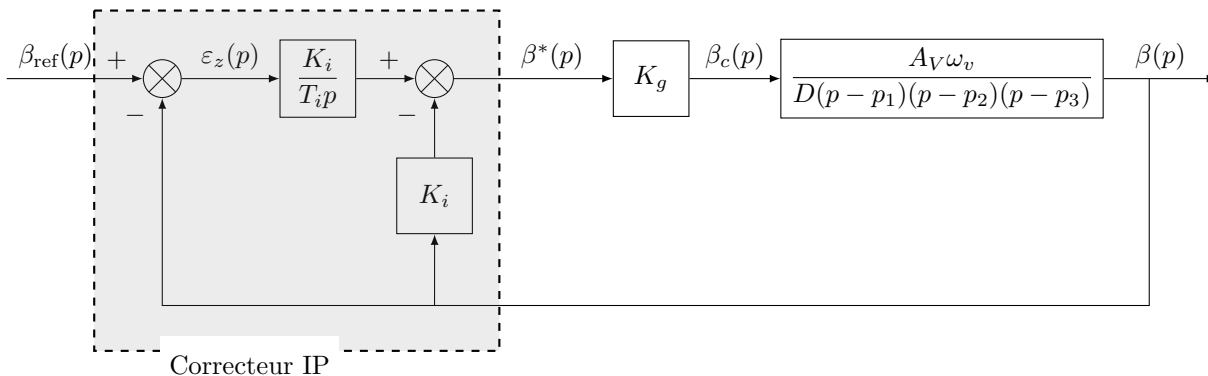 β_ref(p)
+
−
ε_z(p)
K_i
T_i p
+
−
K_i
β*(p)
K_g
β_c(p)
A_V ω_v
D(p − p_1)(p − p_2)(p − p_3)
β(p)
Correcteur IP